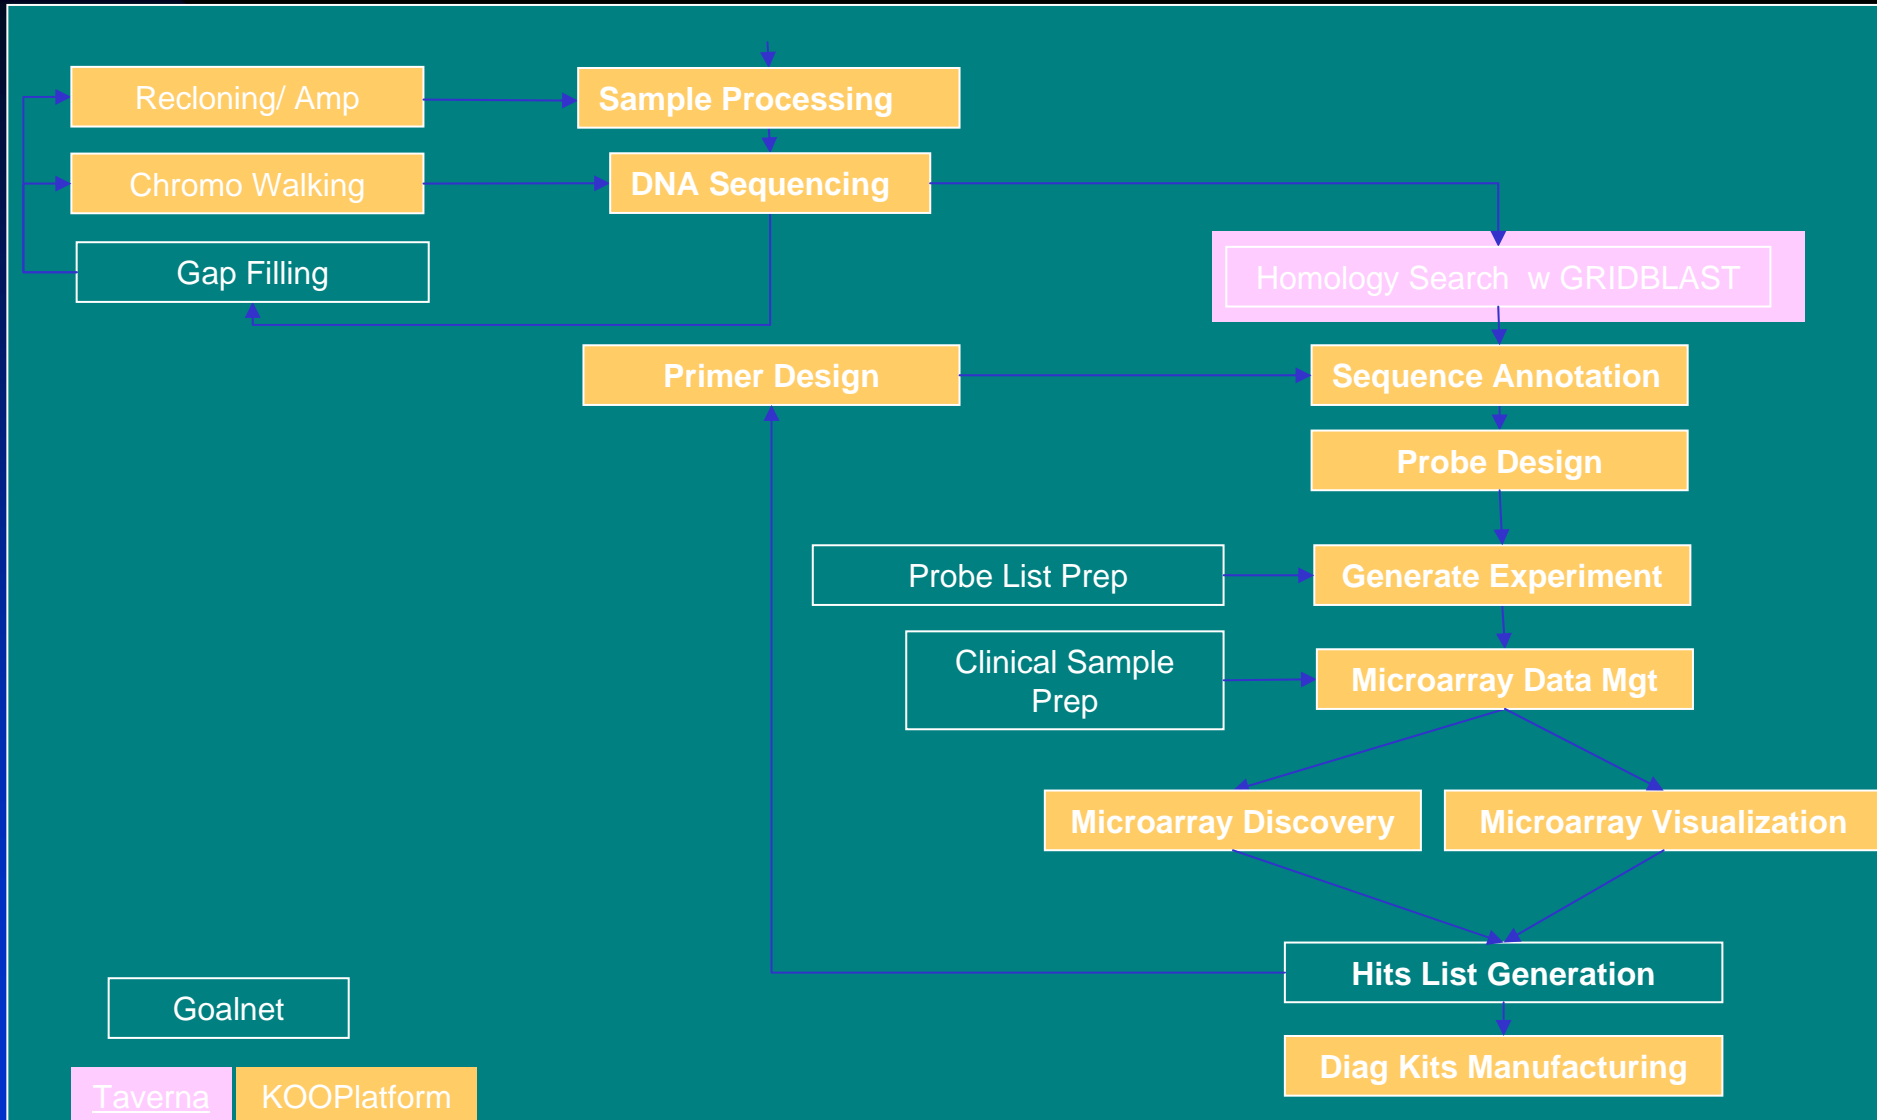 Recloning/ Amp
Sample Processing
Chromo Walking
DNA Sequencing
Gap Filling
Homology Search  w GRIDBLAST
Primer Design
Sequence Annotation
Probe Design
Probe List Prep
Generate Experiment
Clinical Sample
Prep
Microarray Data Mgt
Microarray Discovery
Microarray Visualization
Hits List Generation
Goalnet
Diag Kits Manufacturing
Taverna
KOOPlatform